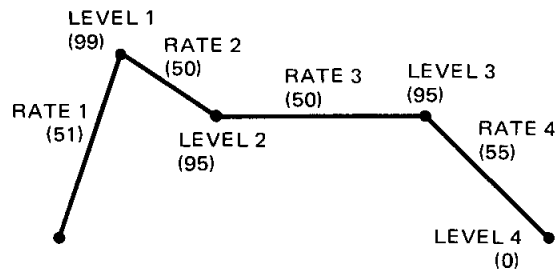 LEVEL 1
(99)
RATE 2
(50)
RATE 3
(50)
LEVEL 3
(95)
RATE 1
(51)
LEVEL 2
(95)
RATE 4
(55)
LEVEL 4
(0)